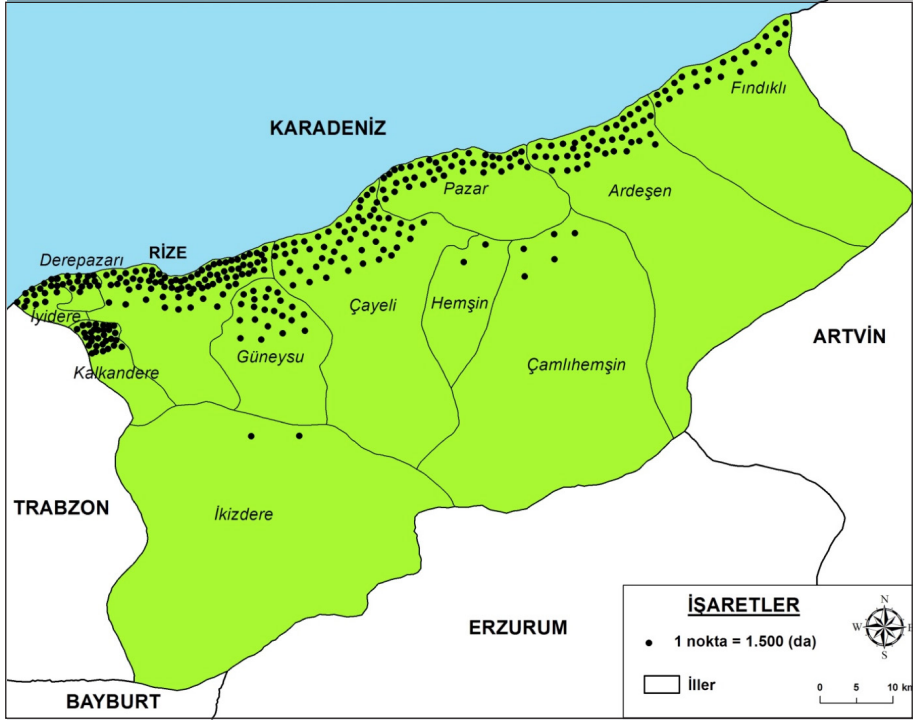 KARADENİZ
Fındıklı
Pazar
Ardeşen
Derepazarı
RİZE
İyidere
Çayeli
Hemşin
Güneysu
Kalkandere
Çamlıhemşin
ARTVİN
TRABZON
İkizdere
ERZURUM
BAYBURT
İŞARETLER
1 nokta = 1.500 (da)
İller
N
W E
S
0 5 10 km